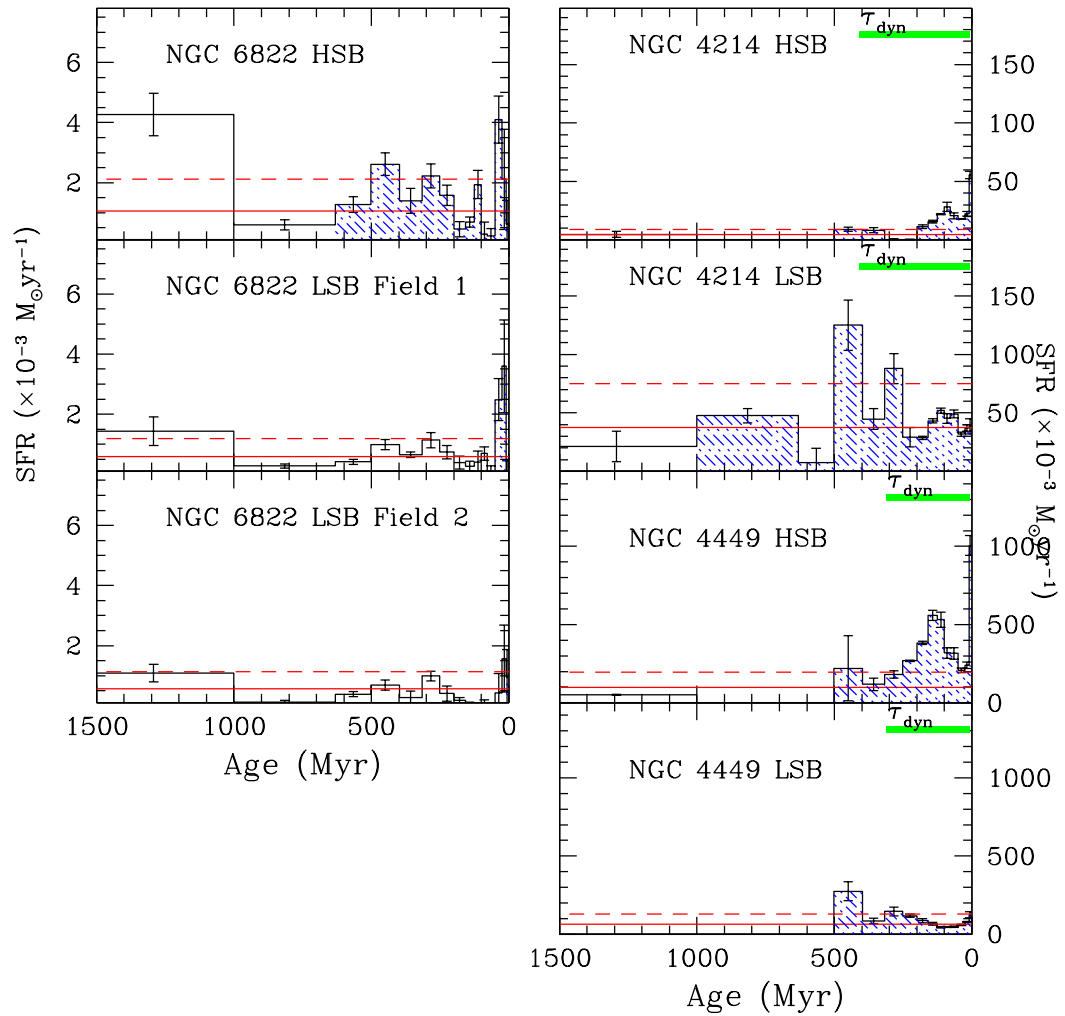 NGC 6822 HSB
6
4
2
NGC 6822 LSB Field 1
6
4
2
NGC 6822 LSB Field 2
6
4
2
1500 1000 500 0
Age (Myr)
SFR (×10⁻³ M⊙yr⁻¹)
τdyn
NGC 4214 HSB
150
100
50
τdyn
NGC 4214 LSB
150
100
50
τdyn
NGC 4449 HSB
1000
500
0
τdyn
NGC 4449 LSB
1000
500
0
1500 1000 500 0
Age (Myr)
SFR (×10⁻³ M⊙yr⁻¹)